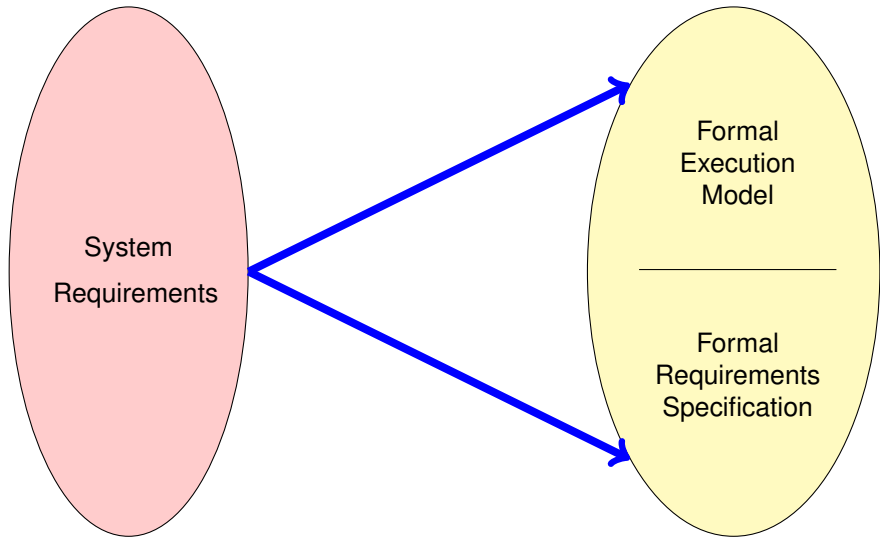 System
Requirements
Formal
Execution
Model
Formal
Requirements
Specification